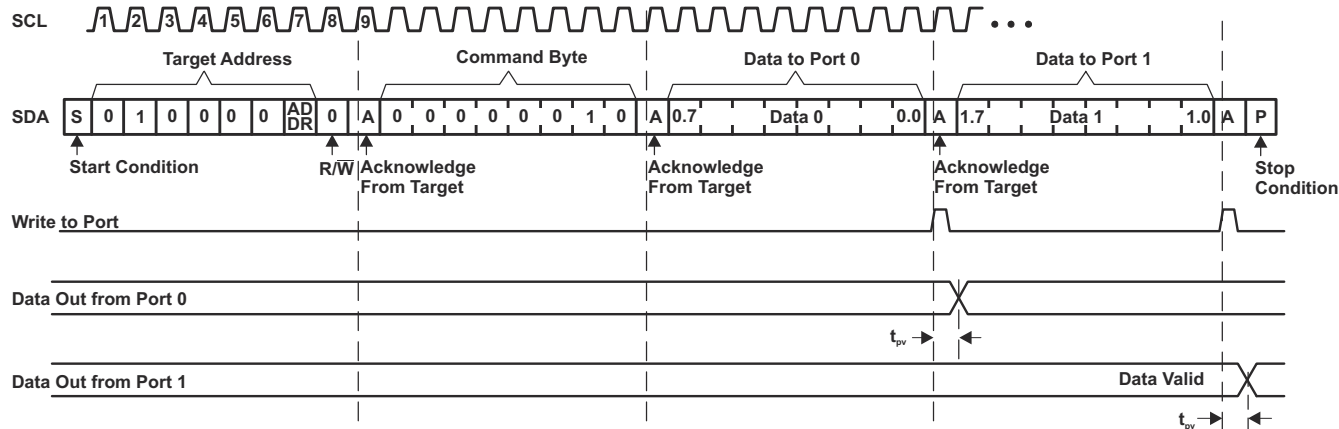 SCL 1 2 3 4 5 6 7 8 9 • • •
Target Address Command Byte Data to Port 0 Data to Port 1
SDA S 0 1 0 0 0 0 AD DR 0 A 0 0 0 0 0 0 1 0 A 0.7 Data 0 0.0 A 1.7 Data 1 1.0 A P
Start Condition R/W̅ Acknowledge From Target Acknowledge From Target Acknowledge From Target Stop Condition
Write to Port
Data Out from Port 0
tpv
Data Out from Port 1 Data Valid
tpv